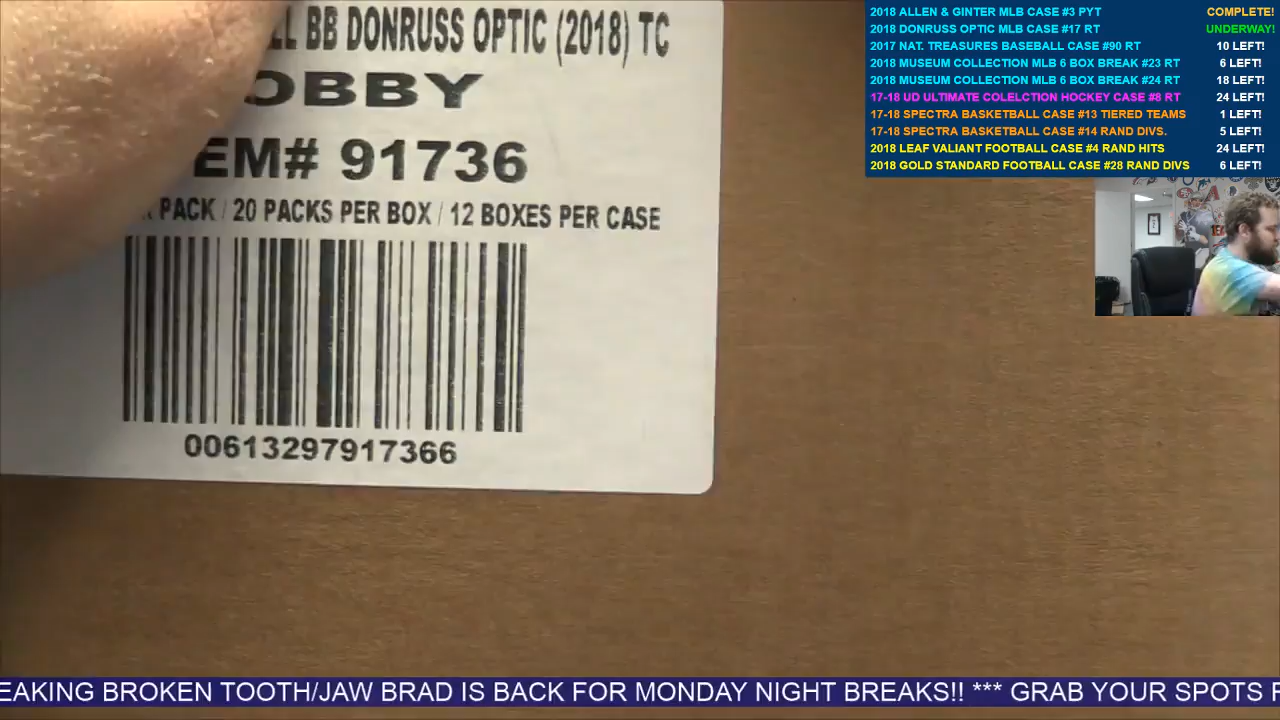 LL BB DONRUSS OPTIC (2018) TC
OBBY
EM# 91736
PACK / 20 PACKS PER BOX / 12 BOXES PER CASE
00613297917366
2018 ALLEN & GINTER MLB CASE #3 PYT COMPLETE!
2018 DONRUSS OPTIC MLB CASE #17 RT UNDERWAY!
2017 NAT. TREASURES BASEBALL CASE #90 RT 10 LEFT!
2018 MUSEUM COLLECTION MLB 6 BOX BREAK #23 RT 6 LEFT!
2018 MUSEUM COLLECTION MLB 6 BOX BREAK #24 RT 18 LEFT!
17-18 UD ULTIMATE COLELCTION HOCKEY CASE #8 RT 24 LEFT!
17-18 SPECTRA BASKETBALL CASE #13 TIERED TEAMS 1 LEFT!
17-18 SPECTRA BASKETBALL CASE #14 RAND DIVS. 5 LEFT!
2018 LEAF VALIANT FOOTBALL CASE #4 RAND HITS 24 LEFT!
2018 GOLD STANDARD FOOTBALL CASE #28 RAND DIVS 6 LEFT!
EAKING BROKEN TOOTH/JAW BRAD IS BACK FOR MONDAY NIGHT BREAKS!! *** GRAB YOUR SPOTS F